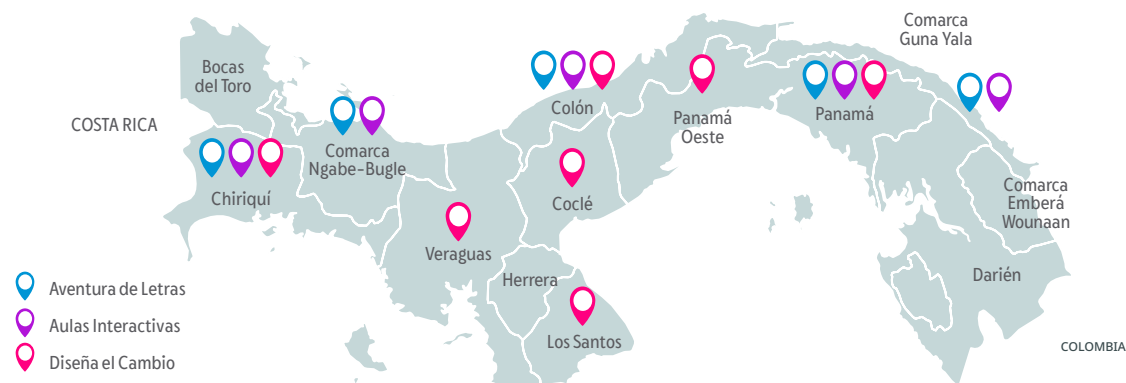 Comarca
Guna Yala
Bocas
del Toro
COSTA RICA
Colón
Panamá
Panamá
Oeste
Comarca
Ngabe-Bugle
Chiriquí
Coclé
Comarca
Emberá
Wounaan
Veraguas
Herrera
Darién
Los Santos
COLOMBIA
Aventura de Letras
Aulas Interactivas
Diseña el Cambio